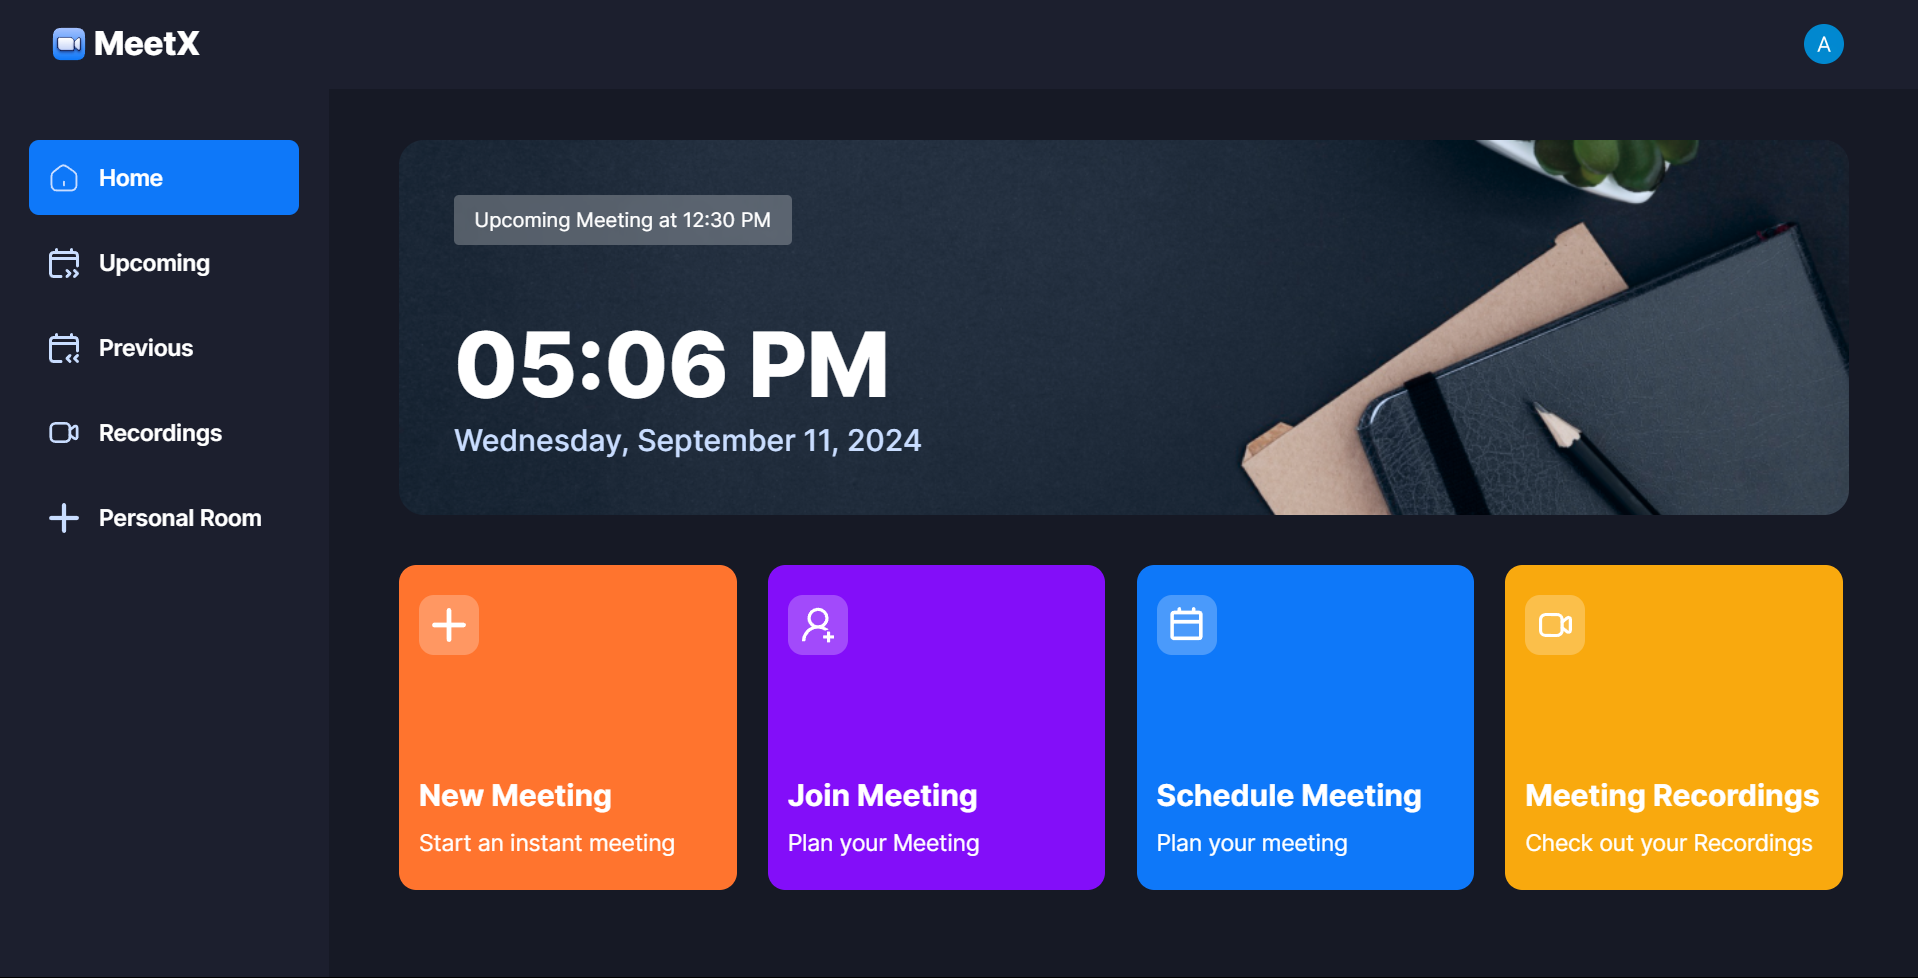 MeetX
A
Home
Upcoming
Previous
Recordings
Personal Room
Upcoming Meeting at 12:30 PM
05:06 PM
Wednesday, September 11, 2024
New Meeting
Start an instant meeting
Join Meeting
Plan your Meeting
Schedule Meeting
Plan your meeting
Meeting Recordings
Check out your Recordings